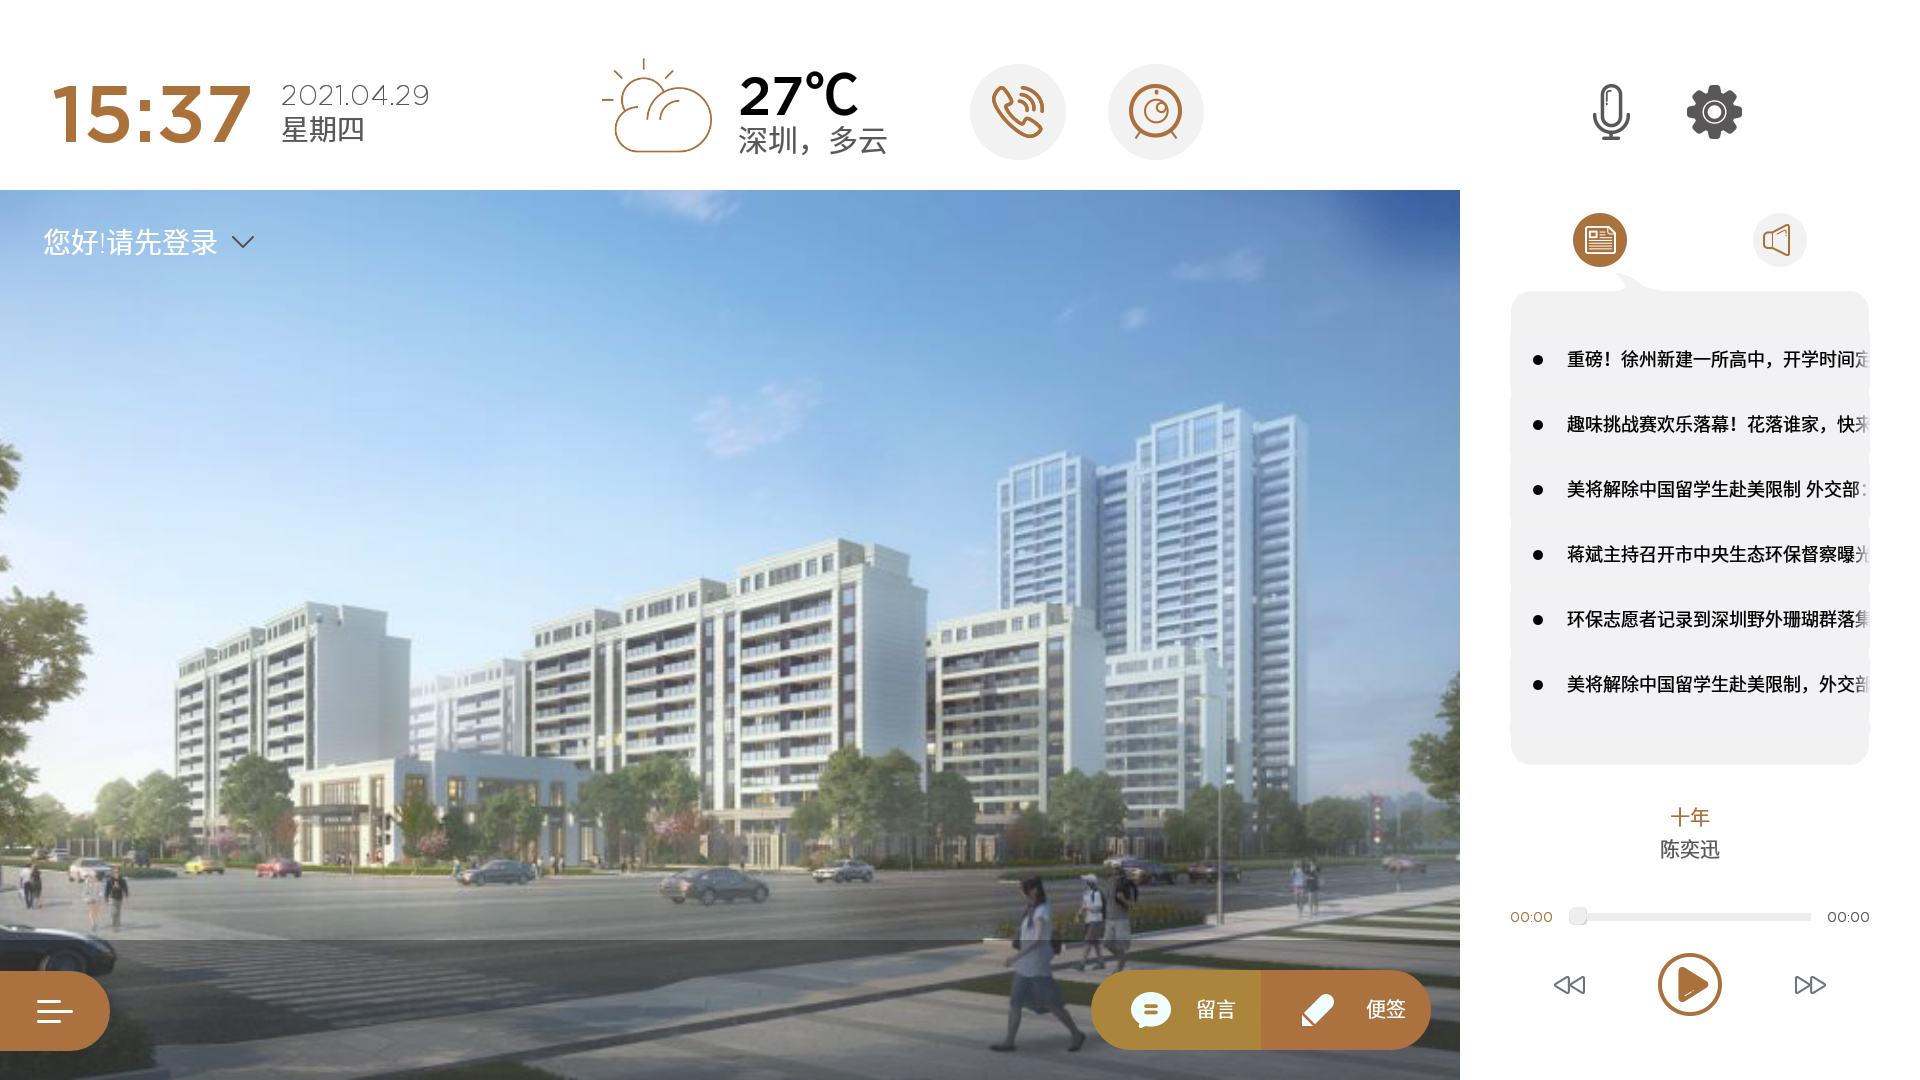 15:37
2021.04.29
星期四
27℃
深圳，多云
您好!请先登录
重磅！徐州新建一所高中，开学时间定
趣味挑战赛欢乐落幕！花落谁家，快来
美将解除中国留学生赴美限制 外交部：
蒋斌主持召开市中央生态环保督察曝光
环保志愿者记录到深圳野外珊瑚群落集
美将解除中国留学生赴美限制，外交部
十年
陈奕迅
00:00
00:00
留言
便签